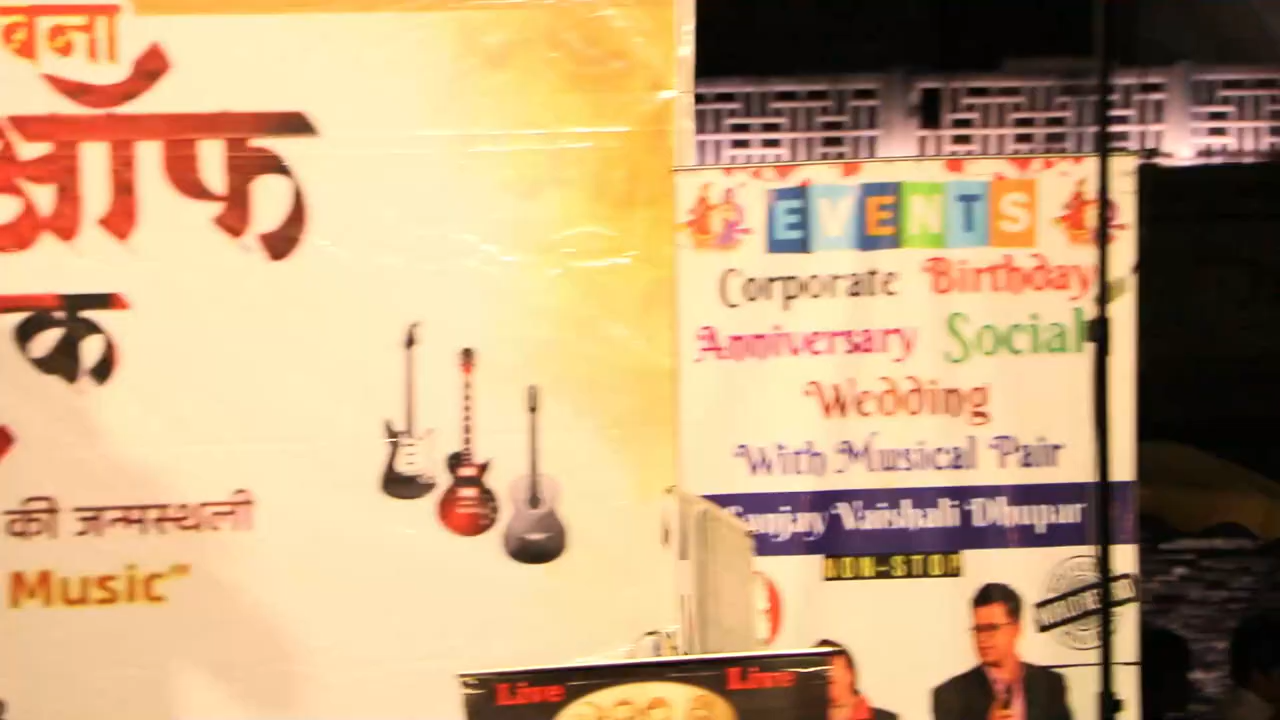 बना
ऑफ
क
की जन्मस्थली
Music"
EVENTS
Corporate Birthday
Anniversary Social
Wedding
With Musical Pair
Sanjay Vaishali Dhupar
NON-STOP
Live Live